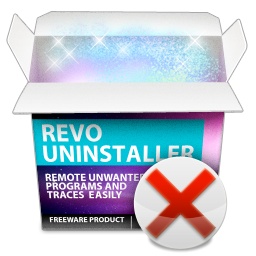 REVO
UNINSTALLER
REMOTE UNWANTED
PROGRAMS AND
TRACES EASILY
FREEWARE PRODUCT